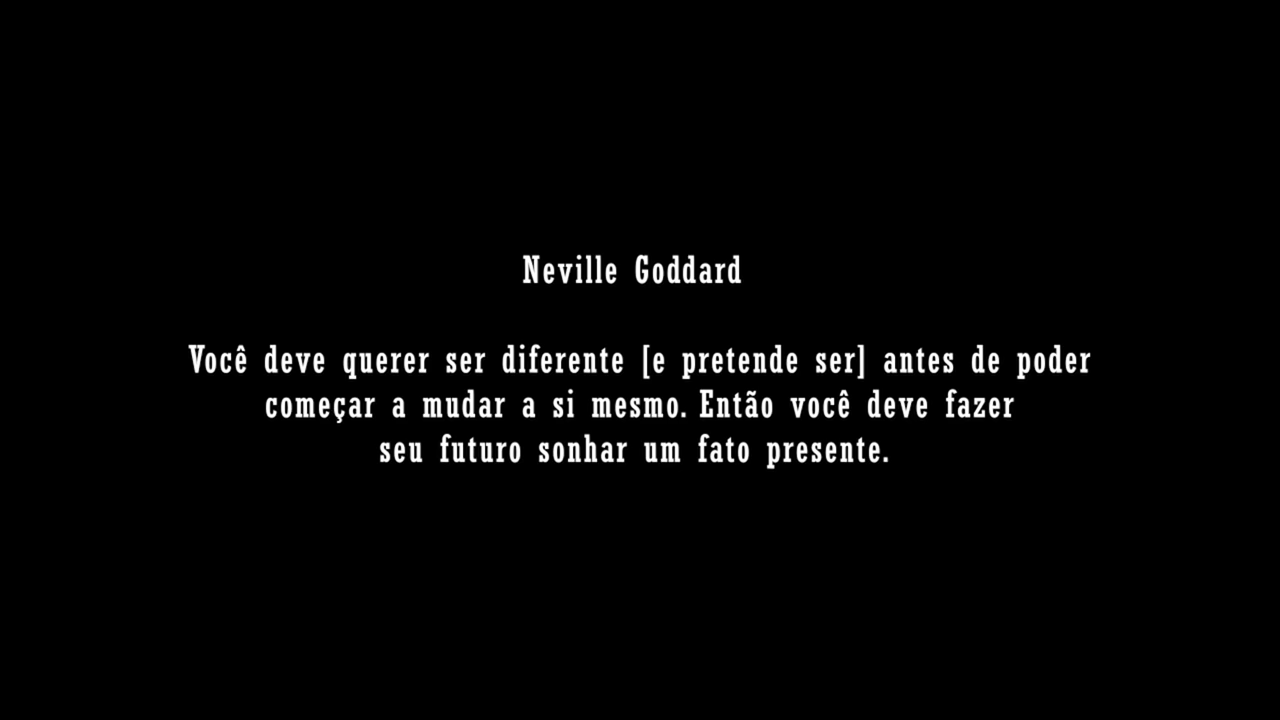 Neville Goddard
Você deve querer ser diferente [e pretende ser] antes de poder
começar a mudar a si mesmo. Então você deve fazer
seu futuro sonhar um fato presente.